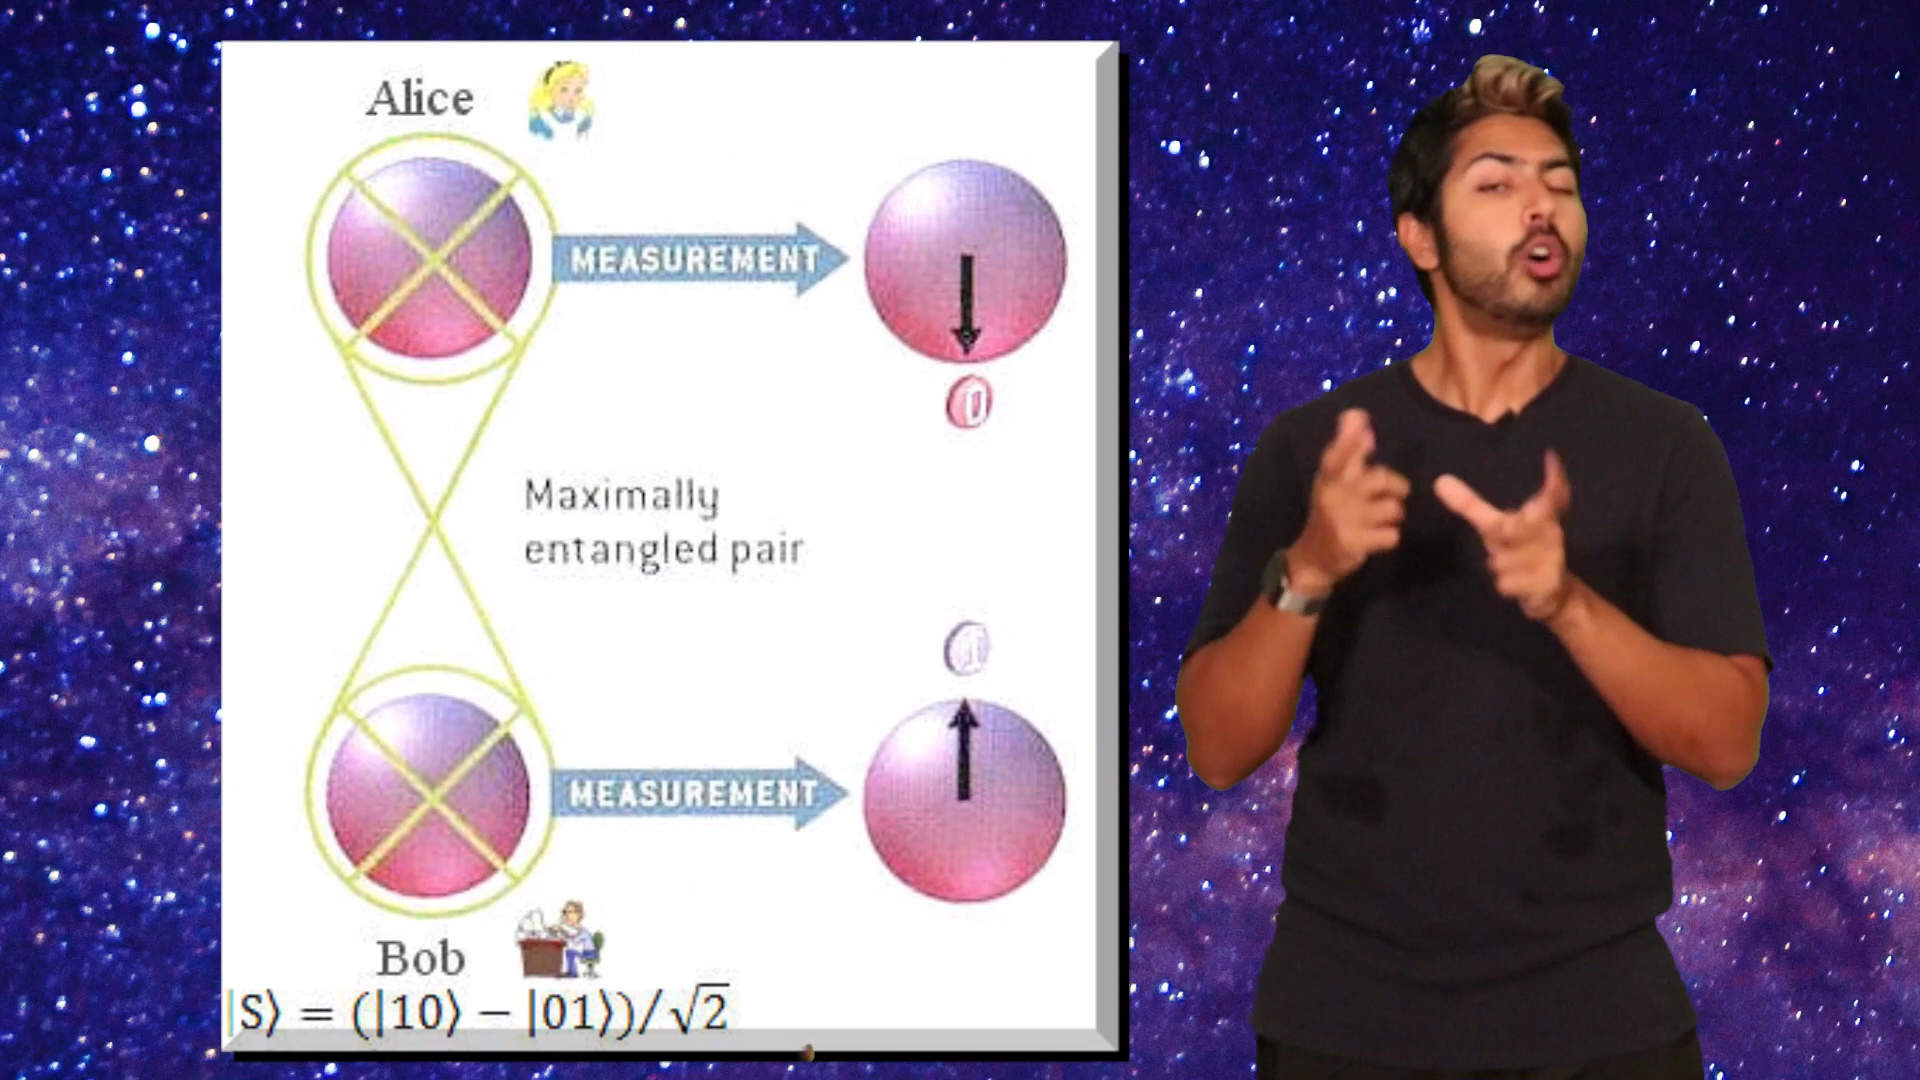 Alice
MEASUREMENT
0
Maximally
entangled pair
1
MEASUREMENT
Bob
|S⟩ = (|10⟩ − |01⟩)/√2